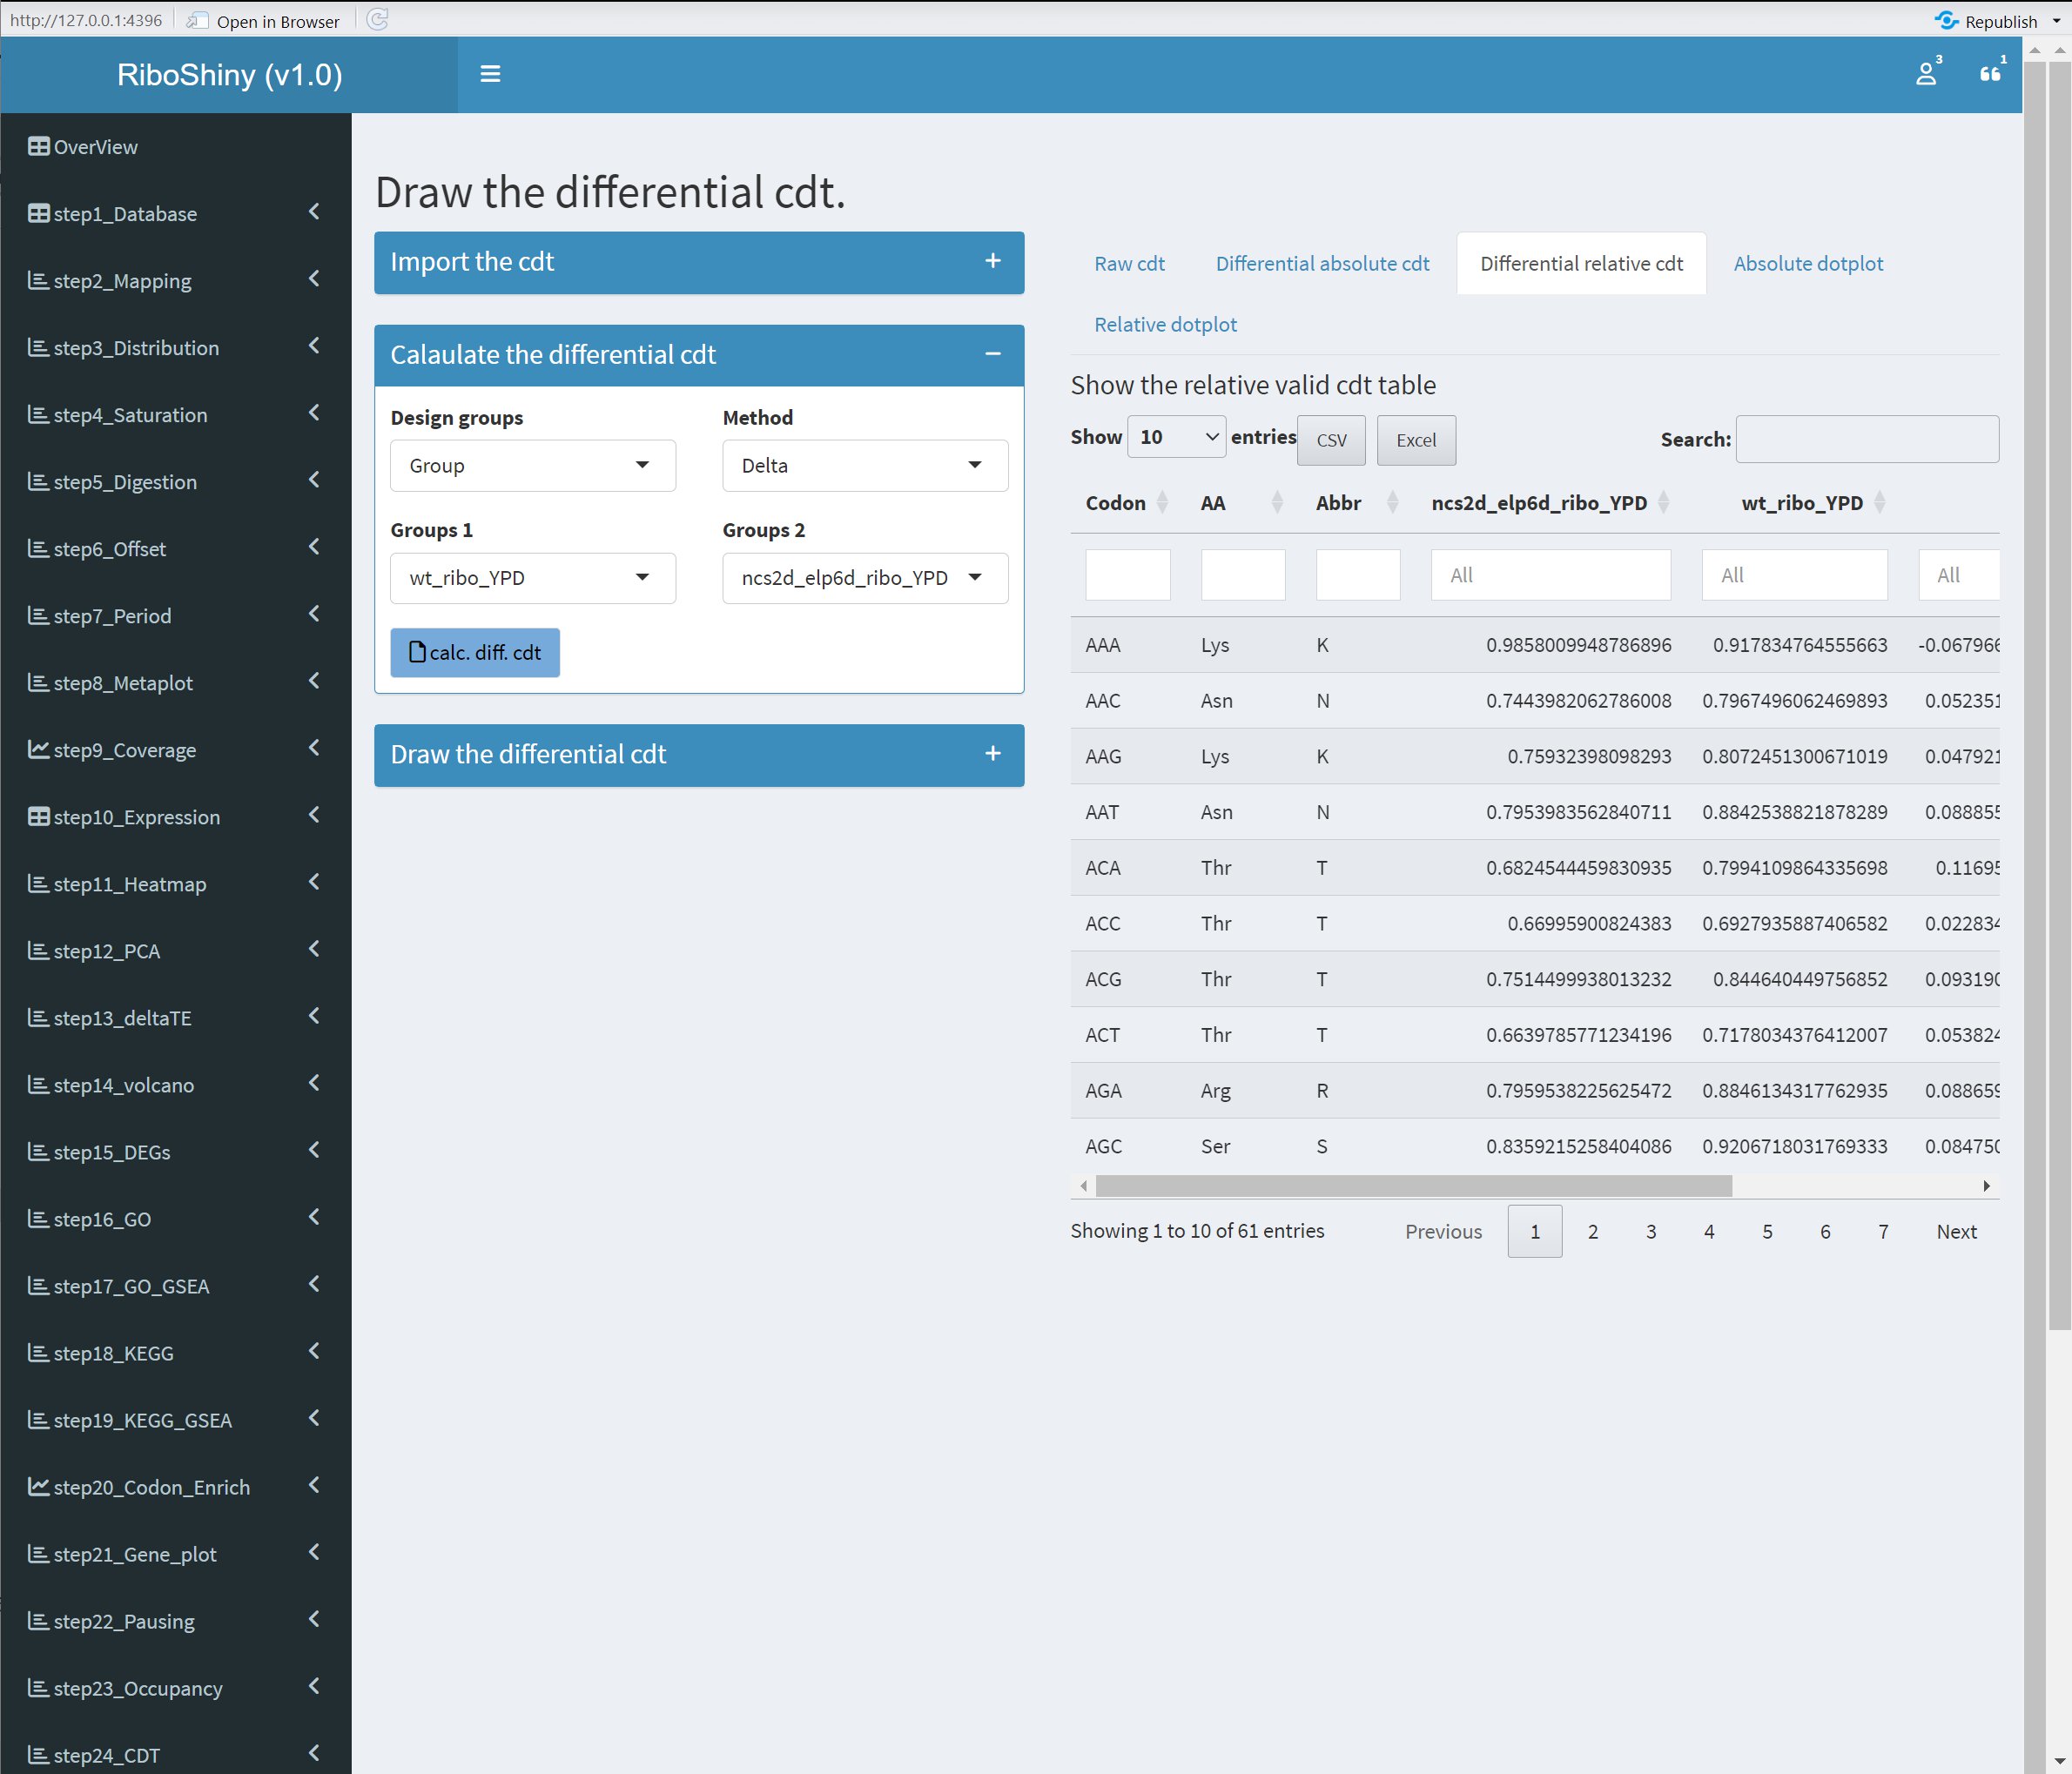 http://127.0.0.1:4396 Open in Browser Republish
RiboShiny (v1.0) 3 1
OverView
step1_Database
step2_Mapping
step3_Distribution
step4_Saturation
step5_Digestion
step6_Offset
step7_Period
step8_Metaplot
step9_Coverage
step10_Expression
step11_Heatmap
step12_PCA
step13_deltaTE
step14_volcano
step15_DEGs
step16_GO
step17_GO_GSEA
step18_KEGG
step19_KEGG_GSEA
step20_Codon_Enrich
step21_Gene_plot
step22_Pausing
step23_Occupancy
step24_CDT
Draw the differential cdt.
Import the cdt
Calaulate the differential cdt
Design groups Method
Group Delta
Groups 1 Groups 2
wt_ribo_YPD ncs2d_elp6d_ribo_YPD
calc. diff. cdt
Draw the differential cdt
Raw cdt Differential absolute cdt Differential relative cdt Absolute dotplot
Relative dotplot
Show the relative valid cdt table
Show 10 entries CSV Excel Search:
Codon AA Abbr ncs2d_elp6d_ribo_YPD wt_ribo_YPD
All All All
AAA Lys K 0.9858009948786896 0.917834764555663 -0.067966
AAC Asn N 0.7443982062786008 0.7967496062469893 0.052351
AAG Lys K 0.75932398098293 0.8072451300671019 0.047921
AAT Asn N 0.7953983562840711 0.8842538821878289 0.088855
ACA Thr T 0.6824544459830935 0.7994109864335698 0.11695
ACC Thr T 0.66995900824383 0.6927935887406582 0.022834
ACG Thr T 0.7514499938013232 0.844640449756852 0.093190
ACT Thr T 0.6639785771234196 0.7178034376412007 0.053824
AGA Arg R 0.7959538225625472 0.8846134317762935 0.088659
AGC Ser S 0.8359215258404086 0.9206718031769333 0.084750
Showing 1 to 10 of 61 entries Previous 1 2 3 4 5 6 7 Next